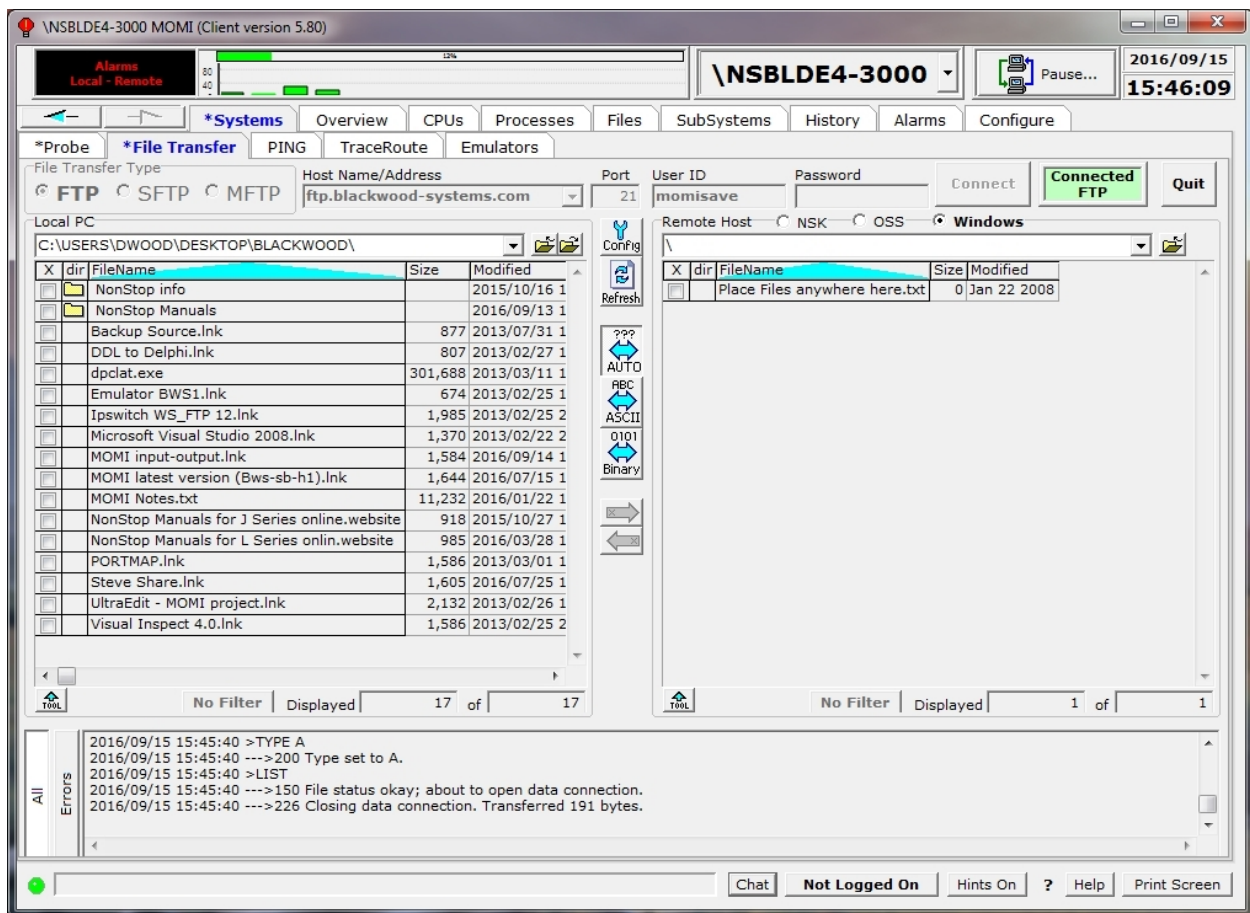 \NSBLDE4-3000 MOMI (Client version 5.80)
Alarms
Local - Remote
80
40
12%
\NSBLDE4-3000
Pause...
2016/09/15
15:46:09
*Systems Overview CPUs Processes Files SubSystems History Alarms Configure
*Probe *File Transfer PING TraceRoute Emulators
File Transfer Type
FTP SFTP MFTP
Host Name/Address
ftp.blackwood-systems.com
Port
21
User ID
momisave
Password
Connect
Connected
FTP
Quit
Local PC
C:\USERS\DWOOD\DESKTOP\BLACKWOOD\
X dir FileName Size Modified
NonStop info 2015/10/16 1
NonStop Manuals 2016/09/13 1
Backup Source.lnk 877 2013/07/31 1
DDL to Delphi.lnk 807 2013/02/27 1
dpclat.exe 301,688 2013/03/11 1
Emulator BWS1.lnk 674 2013/02/25 1
Ipswitch WS_FTP 12.lnk 1,985 2013/02/25 2
Microsoft Visual Studio 2008.lnk 1,370 2013/02/22 2
MOMI input-output.lnk 1,584 2016/09/14 1
MOMI latest version (Bws-sb-h1).lnk 1,644 2016/07/15 1
MOMI Notes.txt 11,232 2016/01/22 1
NonStop Manuals for J Series online.website 918 2015/10/27 1
NonStop Manuals for L Series onlin.website 985 2016/03/28 1
PORTMAP.lnk 1,586 2013/03/01 1
Steve Share.lnk 1,605 2016/07/25 1
UltraEdit - MOMI project.lnk 2,132 2013/02/26 1
Visual Inspect 4.0.lnk 1,586 2013/02/25 2
TOOL No Filter Displayed 17 of 17
Config
Refresh
???
AUTO
ABC
ASCII
0101
Binary
Remote Host NSK OSS Windows
\
X dir FileName Size Modified
Place Files anywhere here.txt 0 Jan 22 2008
TOOL No Filter Displayed 1 of 1
All
Errors
2016/09/15 15:45:40 >TYPE A
2016/09/15 15:45:40 --->200 Type set to A.
2016/09/15 15:45:40 >LIST
2016/09/15 15:45:40 --->150 File status okay; about to open data connection.
2016/09/15 15:45:40 --->226 Closing data connection. Transferred 191 bytes.
Chat Not Logged On Hints On ? Help Print Screen